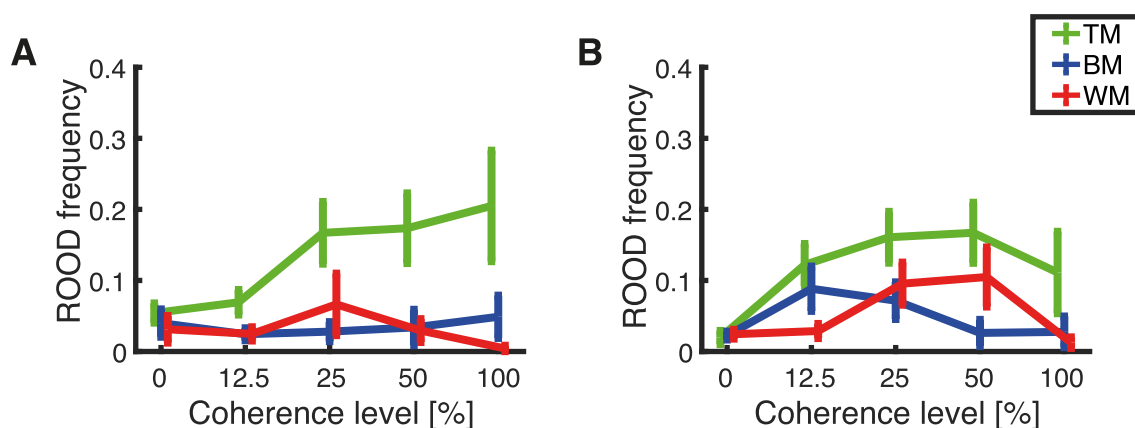 A
B
TM
BM
WM
ROOD frequency
0.4
0.3
0.2
0.1
0
0 12.5 25 50 100
Coherence level [%]
ROOD frequency
0.4
0.3
0.2
0.1
0
0 12.5 25 50 100
Coherence level [%]